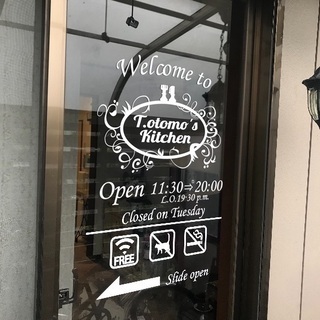 Welcome to
T.otomo's
Kitchen
Open 11:30⇒20:00
L.O.19:30 p.m.
Closed on Tuesday
FREE
Slide open